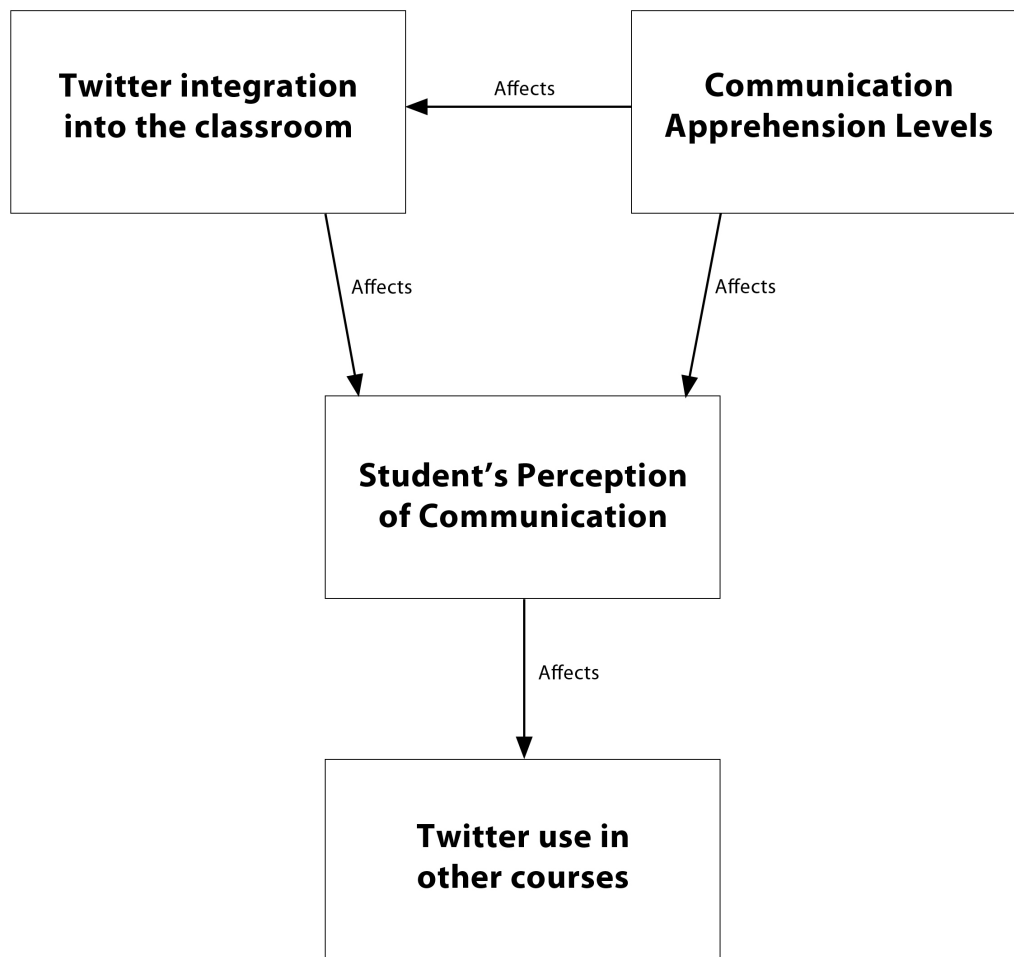 Twitter integration
into the classroom
Affects
Communication
Apprehension Levels
Affects
Affects
Student’s Perception
of Communication
Affects
Twitter use in
other courses